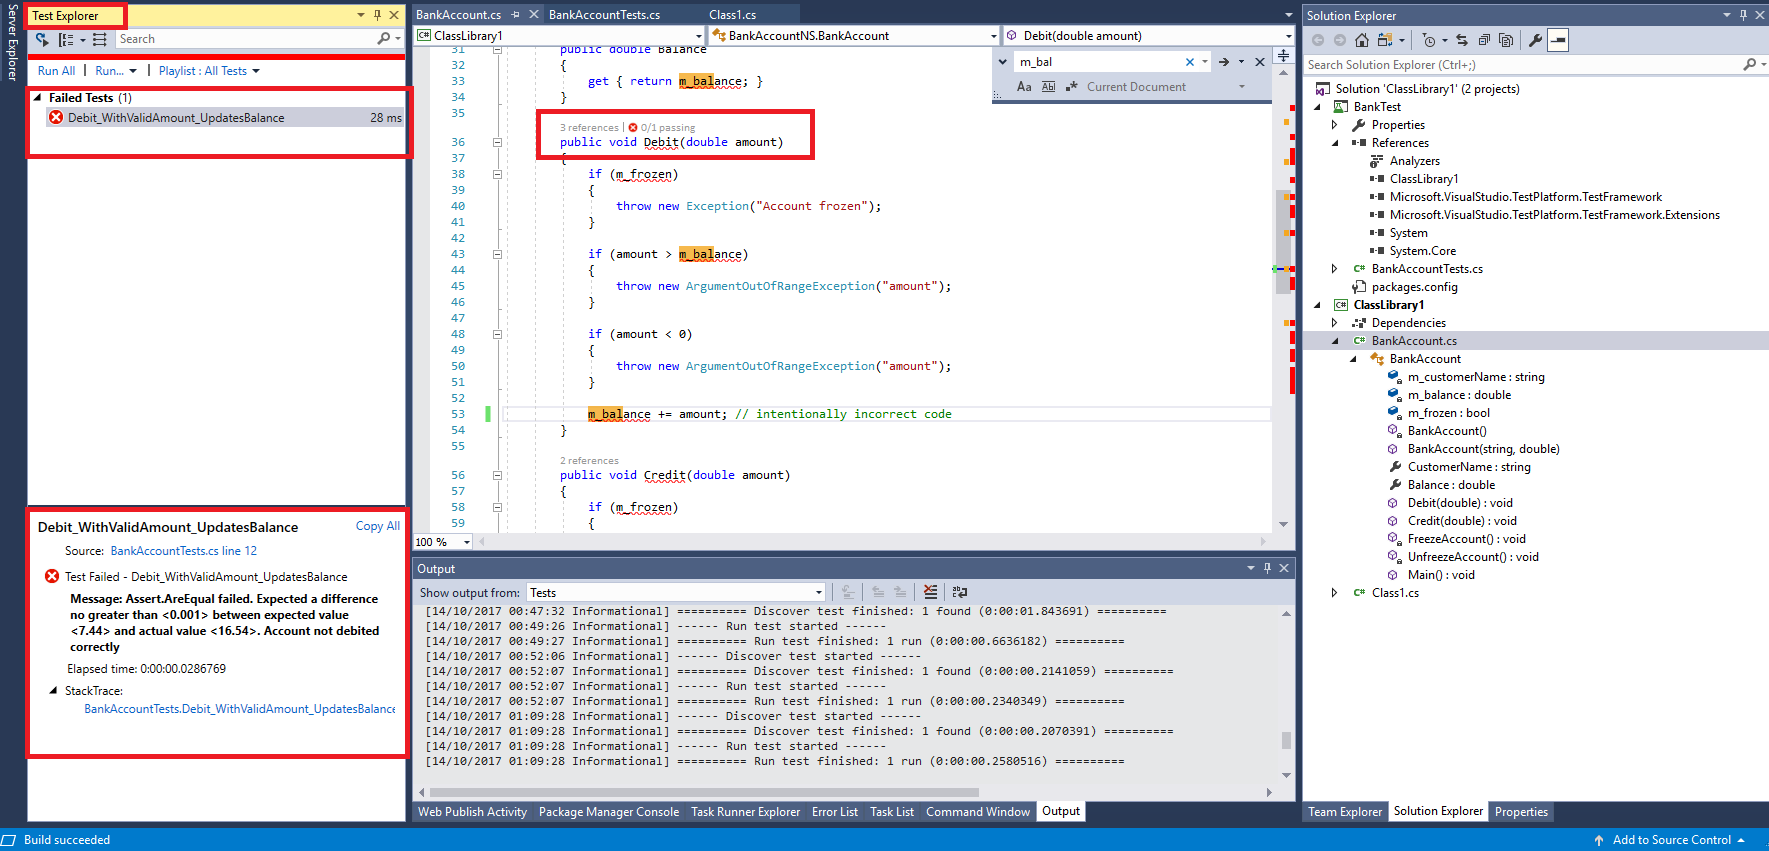 Server Explorer
Test Explorer
Search
Run All | Run... | Playlist : All Tests
Failed Tests (1)
Debit_WithValidAmount_UpdatesBalance 28 ms
Debit_WithValidAmount_UpdatesBalance Copy All
Source: BankAccountTests.cs line 12
Test Failed - Debit_WithValidAmount_UpdatesBalance
Message: Assert.AreEqual failed. Expected a difference
no greater than <0.001> between expected value
<7.44> and actual value <16.54>. Account not debited
correctly
Elapsed time: 0:00:00.0286769
StackTrace:
BankAccountTests.Debit_WithValidAmount_UpdatesBalance
BankAccount.cs BankAccountTests.cs Class1.cs
C# ClassLibrary1 BankAccountNS.BankAccount Debit(double amount)
m_bal
Aa Abl .* Current Document
31 public double Balance
32 {
33 get { return m_balance; }
34 }
35
3 references | 0/1 passing
36 public void Debit(double amount)
37 {
38 if (m_frozen)
39 {
40 throw new Exception("Account frozen");
41 }
42
43 if (amount > m_balance)
44 {
45 throw new ArgumentOutOfRangeException("amount");
46 }
47
48 if (amount < 0)
49 {
50 throw new ArgumentOutOfRangeException("amount");
51 }
52
53 m_balance += amount; // intentionally incorrect code
54 }
55
2 references
56 public void Credit(double amount)
57 {
58 if (m_frozen)
59 {
100 %
Output
Show output from: Tests
[14/10/2017 00:47:32 Informational] ========== Discover test finished: 1 found (0:00:01.843691) ==========
[14/10/2017 00:49:26 Informational] ------ Run test started ------
[14/10/2017 00:49:27 Informational] ========== Run test finished: 1 run (0:00:00.6636182) ==========
[14/10/2017 00:52:06 Informational] ------ Discover test started ------
[14/10/2017 00:52:07 Informational] ========== Discover test finished: 1 found (0:00:00.2141059) ==========
[14/10/2017 00:52:07 Informational] ------ Run test started ------
[14/10/2017 00:52:07 Informational] ========== Run test finished: 1 run (0:00:00.2340349) ==========
[14/10/2017 01:09:28 Informational] ------ Discover test started ------
[14/10/2017 01:09:28 Informational] ========== Discover test finished: 1 found (0:00:00.2070391) ==========
[14/10/2017 01:09:28 Informational] ------ Run test started ------
[14/10/2017 01:09:28 Informational] ========== Run test finished: 1 run (0:00:00.2580516) ==========
Web Publish Activity Package Manager Console Task Runner Explorer Error List Task List Command Window Output
Solution Explorer
Search Solution Explorer (Ctrl+;)
Solution 'ClassLibrary1' (2 projects)
BankTest
Properties
References
Analyzers
ClassLibrary1
Microsoft.VisualStudio.TestPlatform.TestFramework
Microsoft.VisualStudio.TestPlatform.TestFramework.Extensions
System
System.Core
C# BankAccountTests.cs
packages.config
C# ClassLibrary1
Dependencies
C# BankAccount.cs
BankAccount
m_customerName : string
m_balance : double
m_frozen : bool
BankAccount()
BankAccount(string, double)
CustomerName : string
Balance : double
Debit(double) : void
Credit(double) : void
FreezeAccount() : void
UnfreezeAccount() : void
Main() : void
C# Class1.cs
Team Explorer Solution Explorer Properties
Build succeeded
Add to Source Control